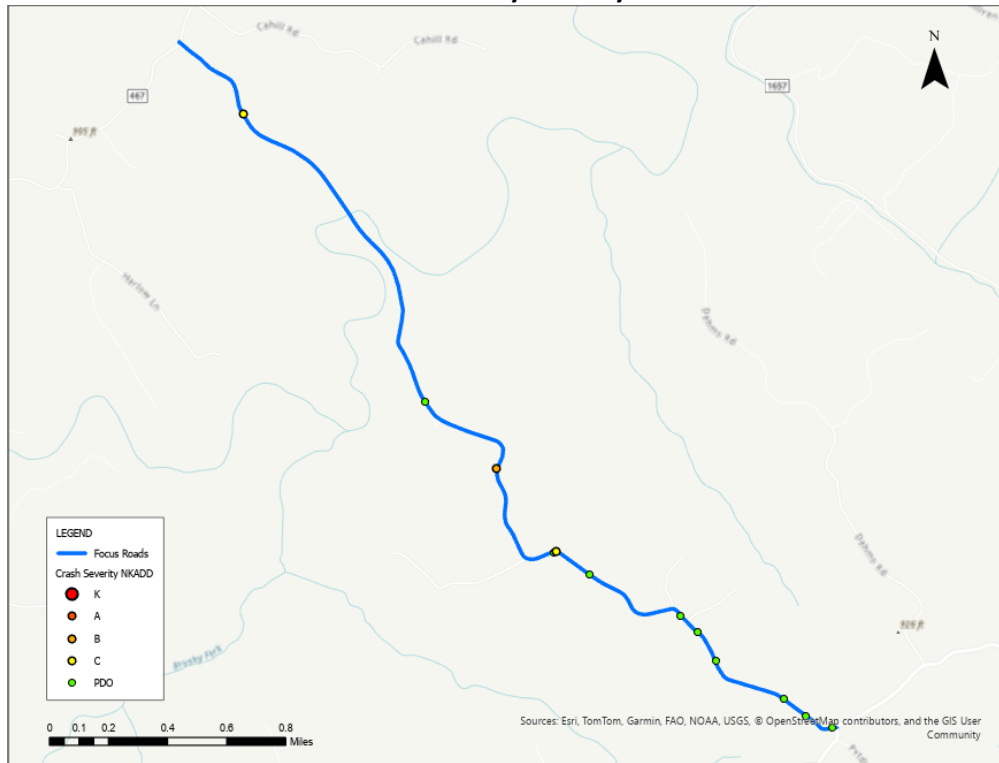 Cahill Rd
Cahill Rd
N
467
1657
995 ft
Harlow Ln
Dahms Rd
Dahms Rd
LEGEND
Focus Roads
Crash Severity NKADD
K
A
B
C
PDO
926 ft
Brushy Fork
0 0.1 0.2 0.4 0.6 0.8
Miles
Sources: Esri, TomTom, Garmin, FAO, NOAA, USGS, © OpenStreetMap contributors, and the GIS User
Community